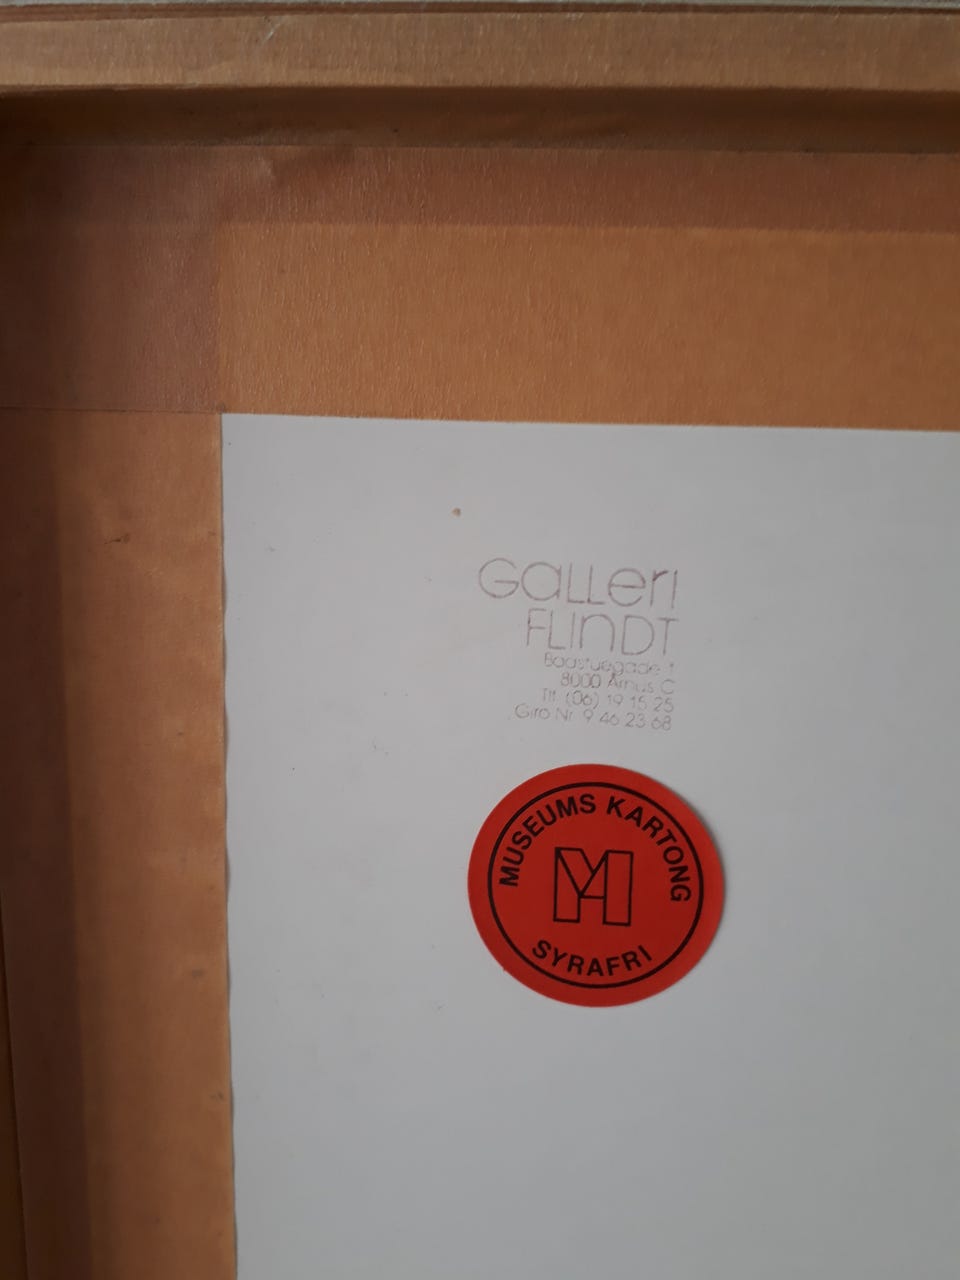 Galleri
FLINDT
Badstuegade 1
8000 Århus C
Tlf. (06) 19 15 25
Giro Nr. 9 46 23 68
MUSEUMS KARTONG
SYRAFRI